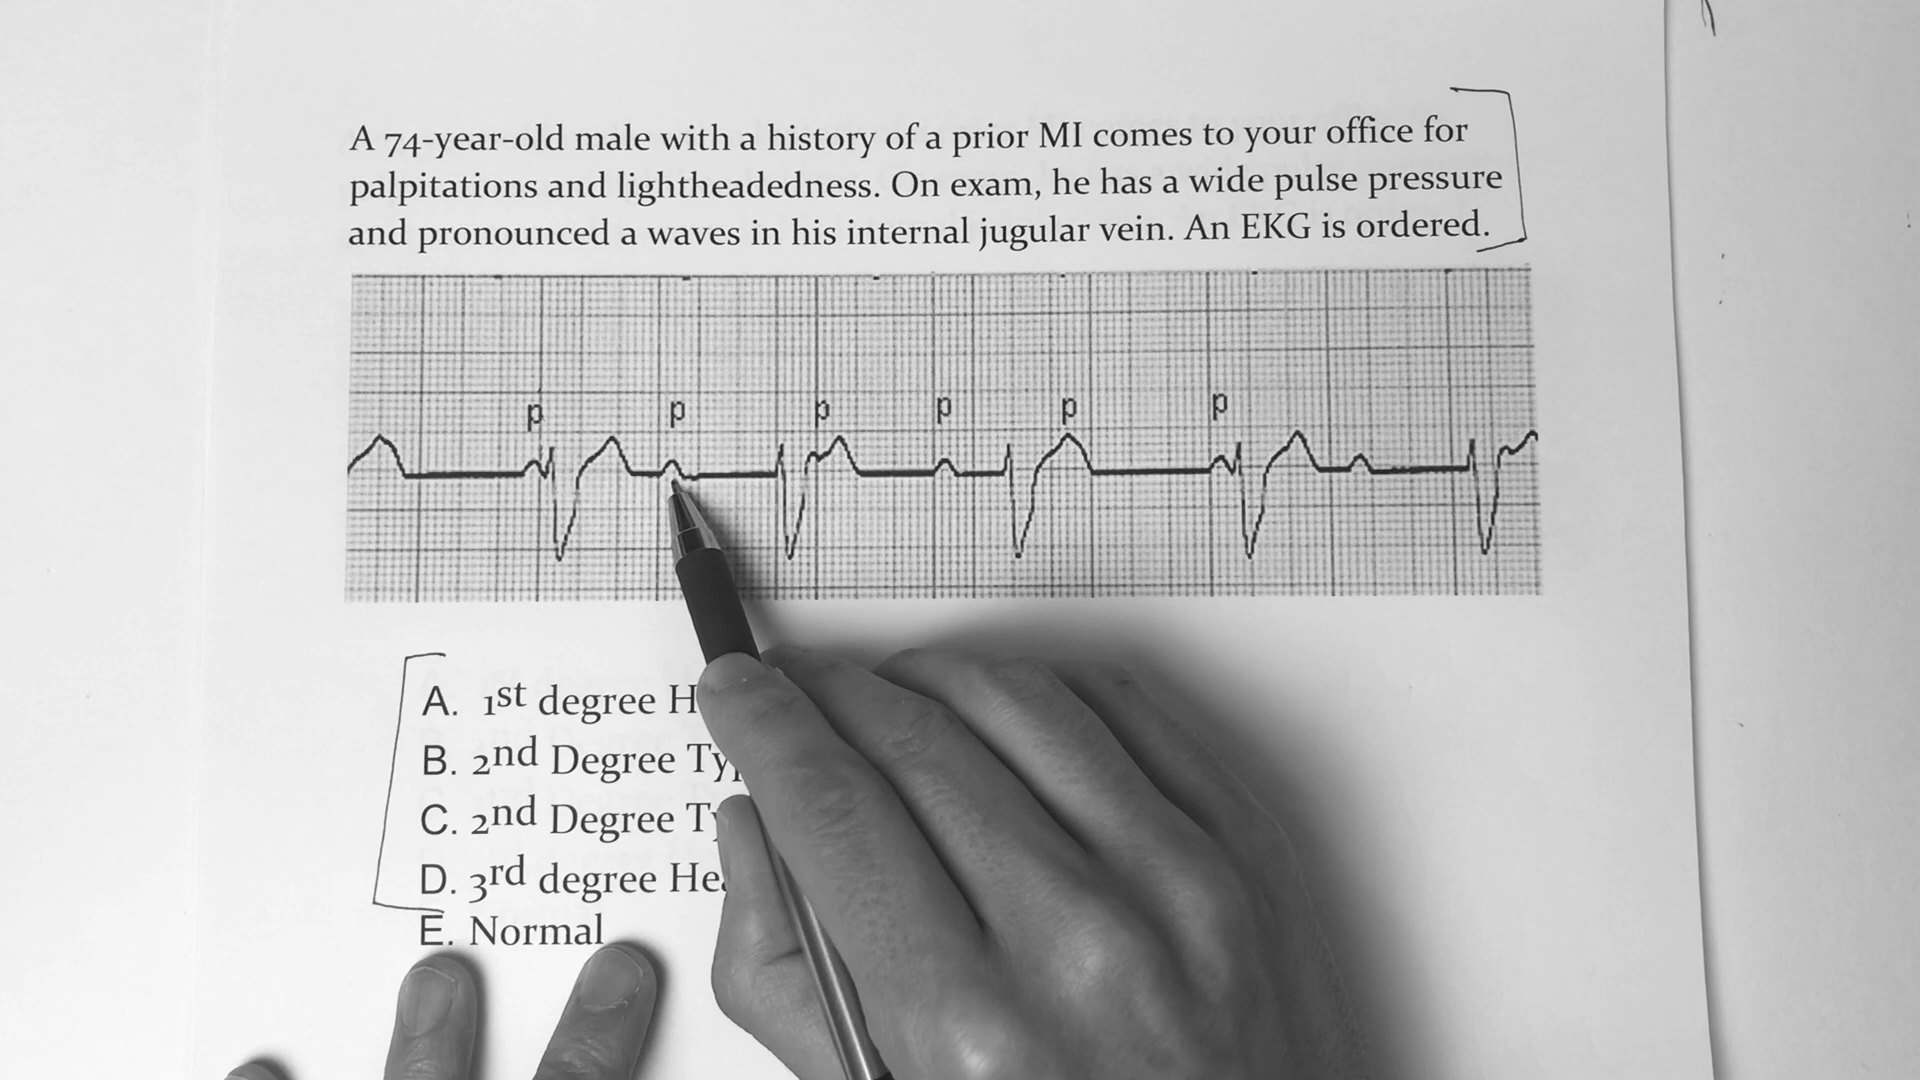 A 74-year-old male with a history of a prior MI comes to your office for
palpitations and lightheadedness. On exam, he has a wide pulse pressure
and pronounced a waves in his internal jugular vein. An EKG is ordered.
p p p p p p
A. 1st degree H
B. 2nd Degree Ty
C. 2nd Degree T
D. 3rd degree He
E. Normal